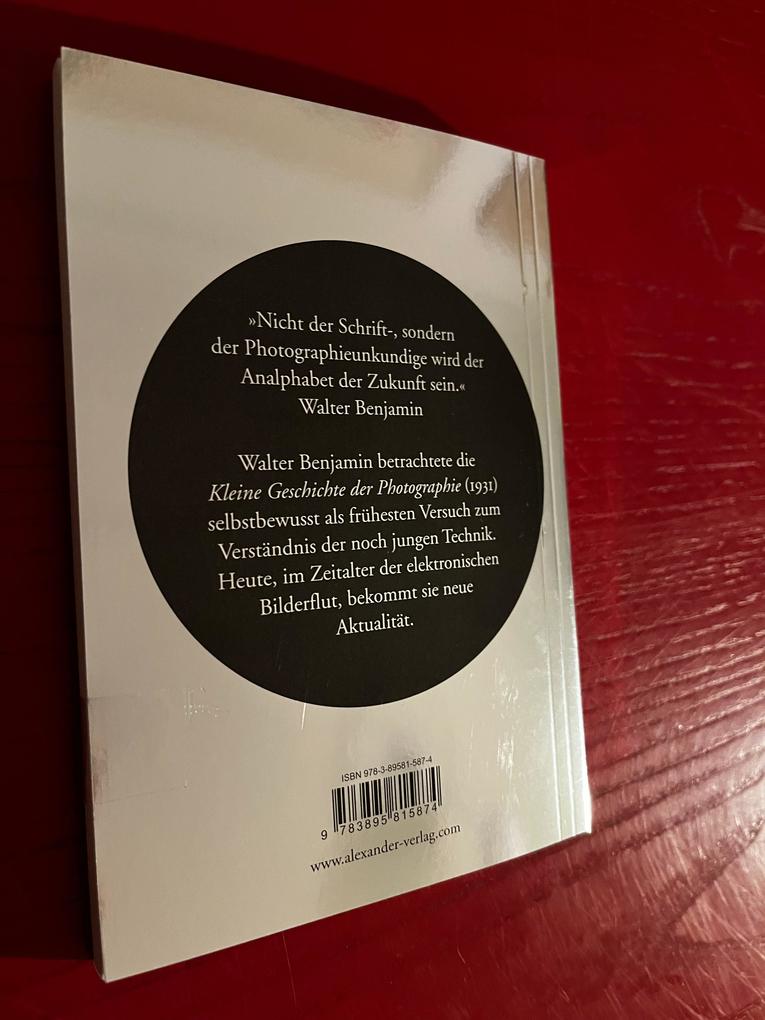 »Nicht der Schrift-, sondern
der Photographieunkundige wird der
Analphabet der Zukunft sein.«
Walter Benjamin
Walter Benjamin betrachtete die
Kleine Geschichte der Photographie (1931)
selbstbewusst als frühesten Versuch zum
Verständnis der noch jungen Technik.
Heute, im Zeitalter der elektronischen
Bilderflut, bekommt sie neue
Aktualität.
ISBN 978-3-89581-587-4
9 783895 815874
www.alexander-verlag.com